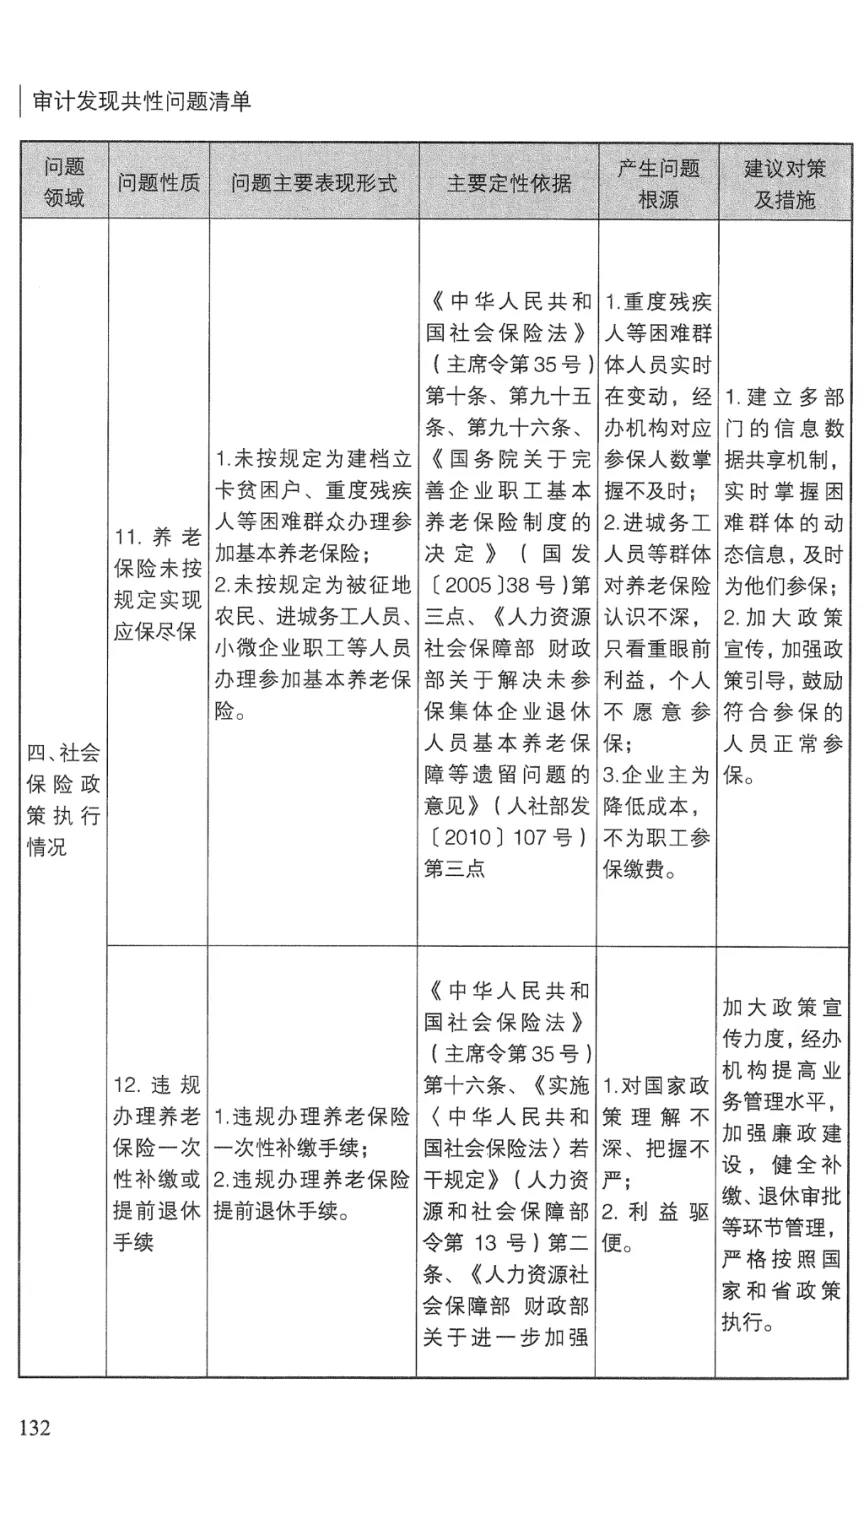 审计发现共性问题清单
问题
领域
问题性质
问题主要表现形式
主要定性依据
产生问题
根源
建议对策
及措施
四、社会
保险政
策执行
情况
11. 养老
保险未按
规定实现
应保尽保
1.未按规定为建档立
卡贫困户、重度残疾
人等困难群众办理参
加基本养老保险；
2.未按规定为被征地
农民、进城务工人员、
小微企业职工等人员
办理参加基本养老保
险。
《中华人民共和
国社会保险法》
（主席令第35号）
第十条、第九十五
条、第九十六条、
《国务院关于完
善企业职工基本
养老保险制度的
决定》（国发
〔2005〕38 号）第
三点、《人力资源
社会保障部 财政
部关于解决未参
保集体企业退休
人员基本养老保
障等遗留问题的
意见》（人社部发
〔2010〕107 号）
第三点
1.重度残疾
人等困难群
体人员实时
在变动，经
办机构对应
参保人数掌
握不及时；
2.进城务工
人员等群体
对养老保险
认识不深，
只看重眼前
利益，个人
不愿意参
保；
3.企业主为
降低成本，
不为职工参
保缴费。
1. 建立多部
门的信息数
据共享机制，
实时掌握困
难群体的动
态信息，及时
为他们参保；
2. 加大政策
宣传，加强政
策引导，鼓励
符合参保的
人员正常参
保。
12. 违规
办理养老
保险一次
性补缴或
提前退休
手续
1.违规办理养老保险
一次性补缴手续；
2.违规办理养老保险
提前退休手续。
《中华人民共和
国社会保险法》
（主席令第35号）
第十六条、《实施
〈中华人民共和
国社会保险法〉若
干规定》（人力资
源和社会保障部
令第 13 号）第二
条、《人力资源社
会保障部 财政部
关于进一步加强
1.对国家政
策理解不
深、把握不
严；
2. 利益驱
使。
加大政策宣
传力度，经办
机构提高业
务管理水平，
加强廉政建
设，健全补
缴、退休审批
等环节管理，
严格按照国
家和省政策
执行。
132